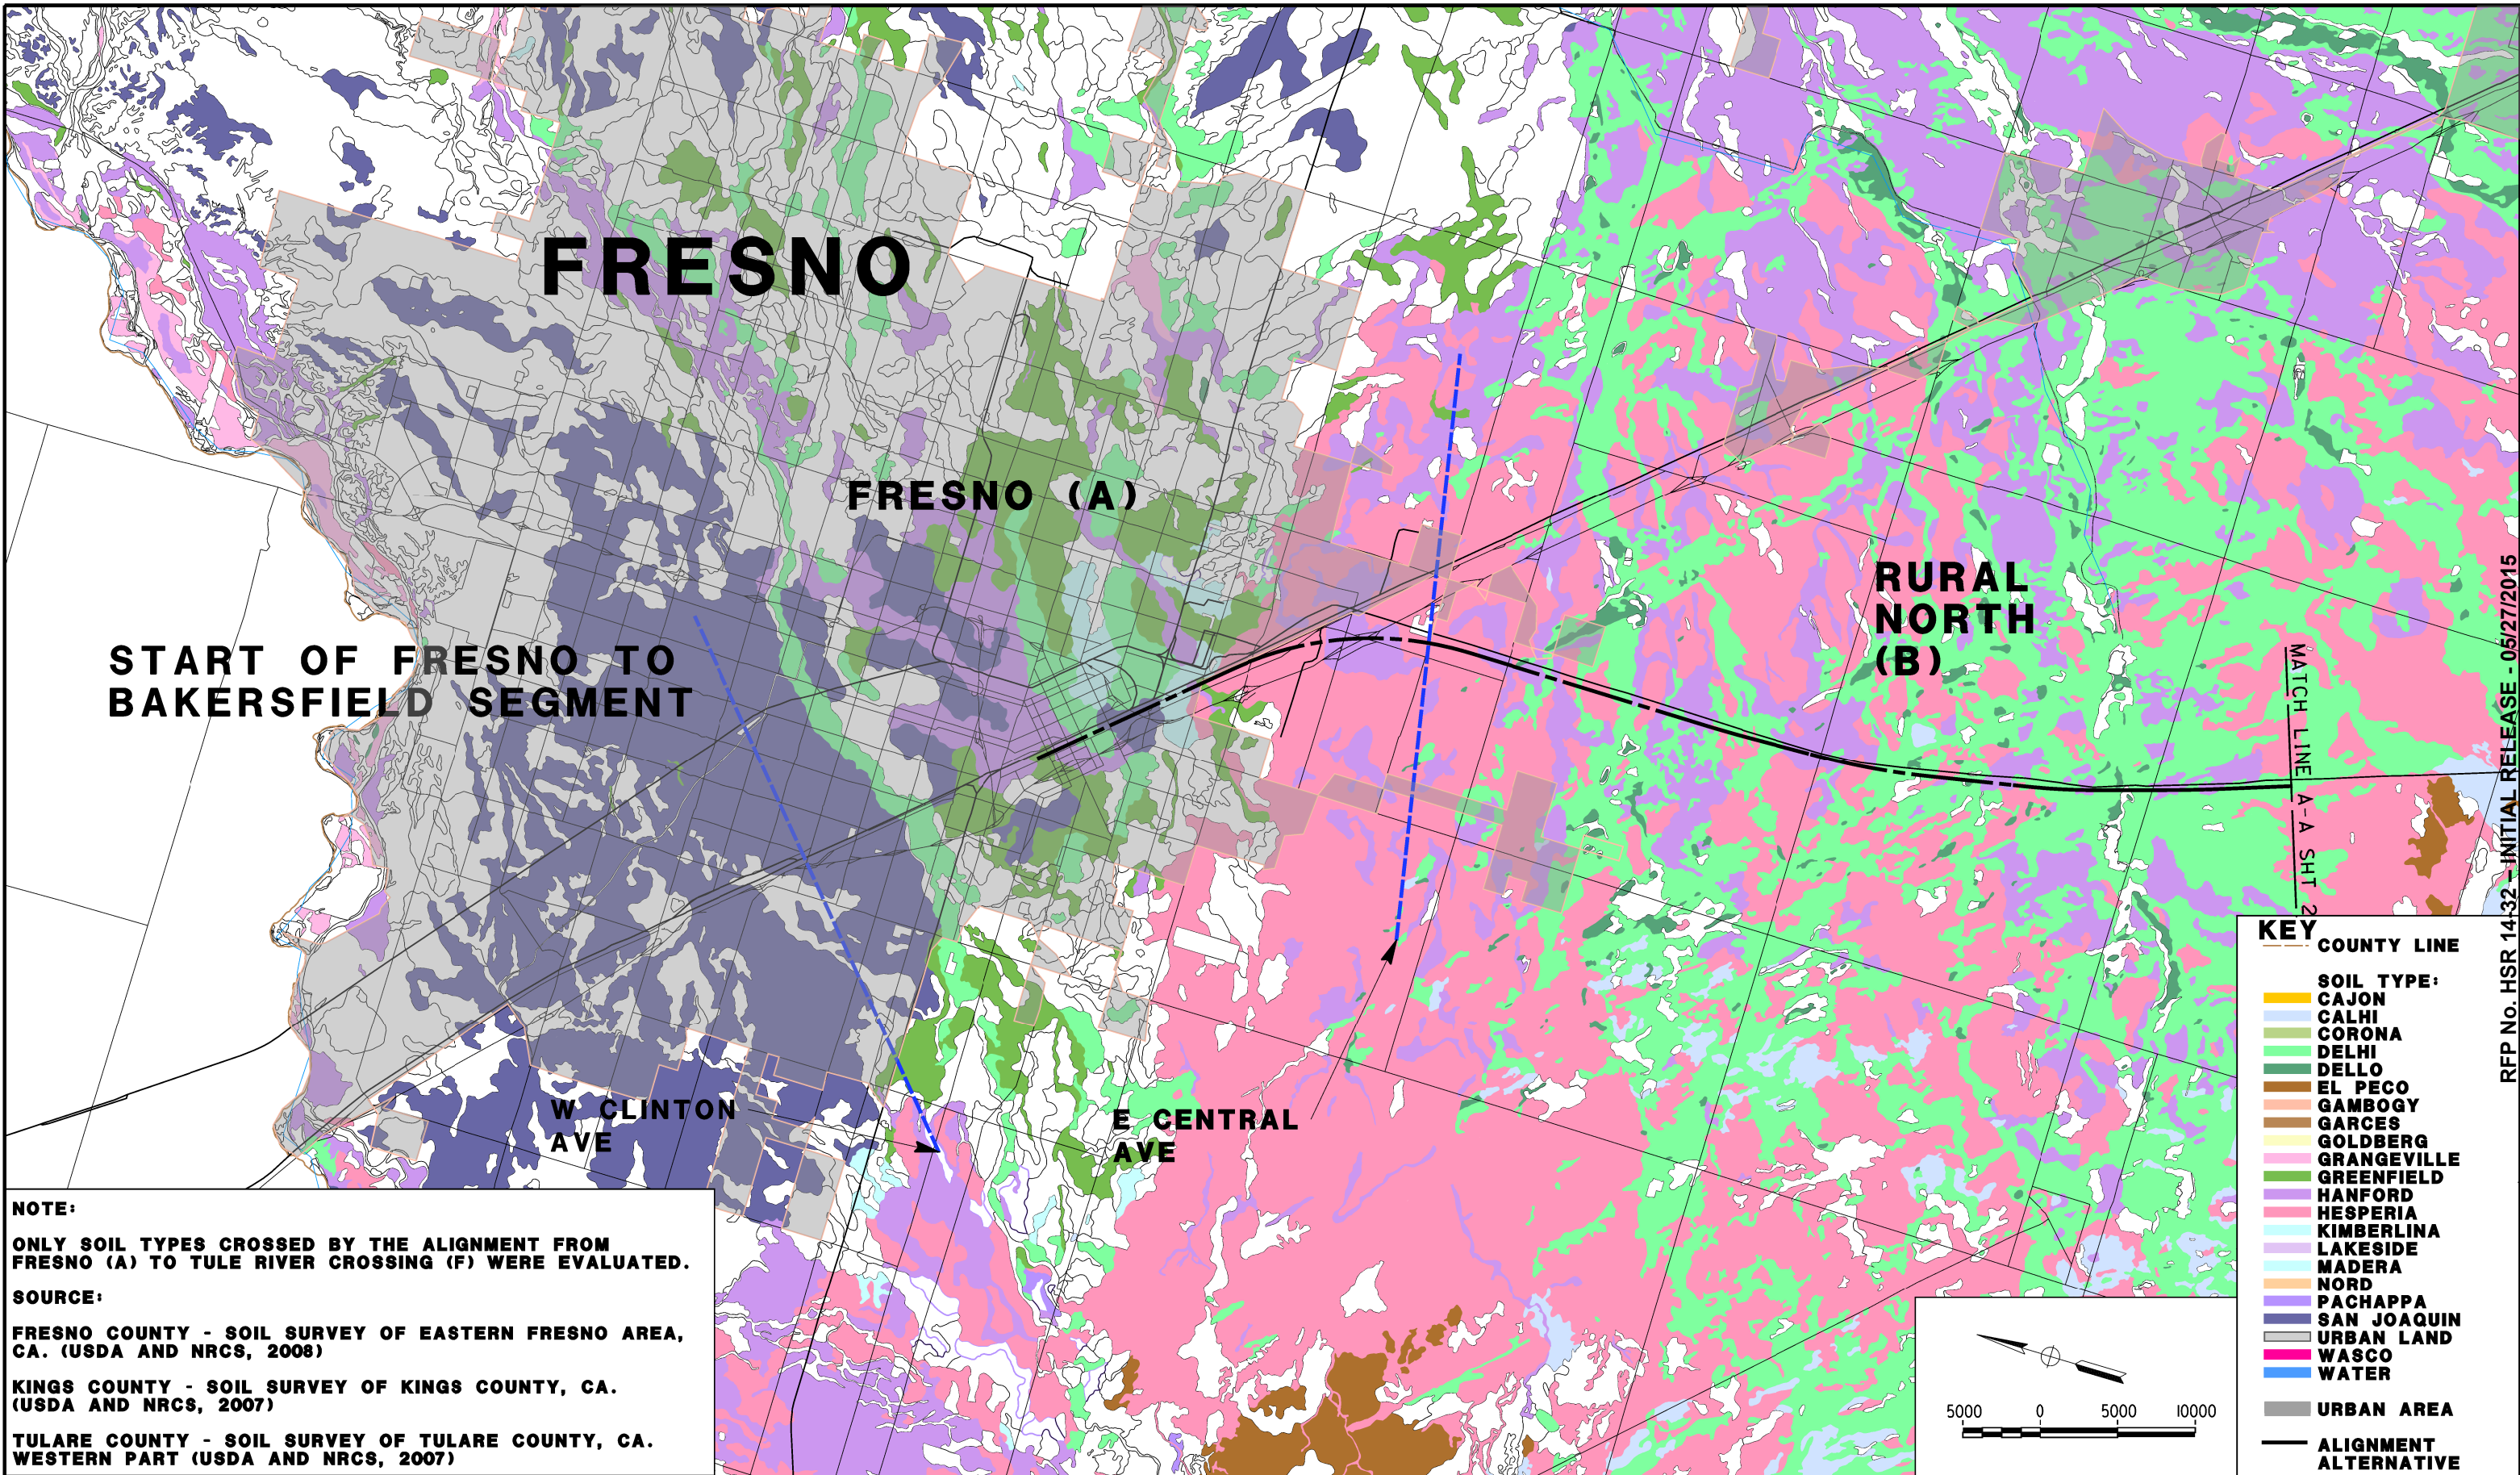 FRESNO
FRESNO (A)
START OF FRESNO TO
BAKERSFIELD SEGMENT
RURAL
NORTH
(B)
MATCH LINE A-A SHT 2
RFP No. HSR 14-32 - INITIAL RELEASE - 05/27/2015
W CLINTON
AVE
E CENTRAL
AVE
NOTE:
ONLY SOIL TYPES CROSSED BY THE ALIGNMENT FROM
FRESNO (A) TO TULE RIVER CROSSING (F) WERE EVALUATED.
SOURCE:
FRESNO COUNTY - SOIL SURVEY OF EASTERN FRESNO AREA,
CA. (USDA AND NRCS, 2008)
KINGS COUNTY - SOIL SURVEY OF KINGS COUNTY, CA.
(USDA AND NRCS, 2007)
TULARE COUNTY - SOIL SURVEY OF TULARE COUNTY, CA.
WESTERN PART (USDA AND NRCS, 2007)
5000 0 5000 10000
KEY
COUNTY LINE
SOIL TYPE:
CAJON
CALHI
CORONA
DELHI
DELLO
EL PECO
GAMBOGY
GARCES
GOLDBERG
GRANGEVILLE
GREENFIELD
HANFORD
HESPERIA
KIMBERLINA
LAKESIDE
MADERA
NORD
PACHAPPA
SAN JOAQUIN
URBAN LAND
WASCO
WATER
URBAN AREA
ALIGNMENT
ALTERNATIVE